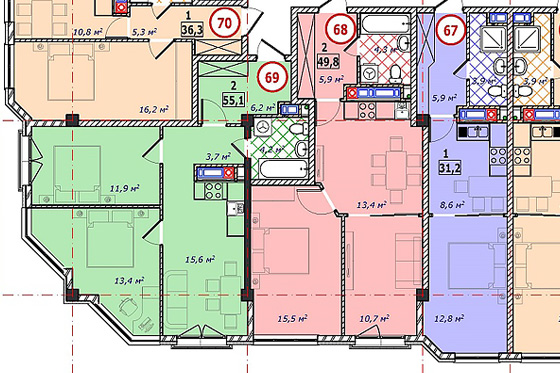 10,8 м²
5,3 м²
1
36,3
70
16,2 м²
2
55,1
69
6,2 м²
68
2
49,8
5,9 м²
4,3 м²
67
5,9 м²
3,9 м²
3,9 м²
11,9 м²
3,7 м²
4,2 м²
13,4 м²
1
31,2
8,6 м²
13,4 м²
15,6 м²
15,5 м²
10,7 м²
12,8 м²